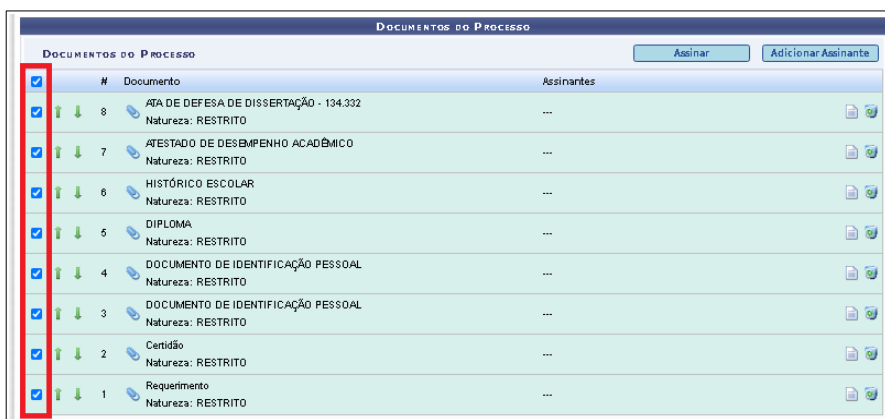 DOCUMENTOS DO PROCESSO
DOCUMENTOS DO PROCESSO Assinar Adicionar Assinante
# Documento Assinantes
8 ATA DE DEFESA DE DISSERTAÇÃO - 134.332 ---
Natureza: RESTRITO
7 ATESTADO DE DESEMPENHO ACADÊMICO ---
Natureza: RESTRITO
6 HISTÓRICO ESCOLAR ---
Natureza: RESTRITO
5 DIPLOMA ---
Natureza: RESTRITO
4 DOCUMENTO DE IDENTIFICAÇÃO PESSOAL ---
Natureza: RESTRITO
3 DOCUMENTO DE IDENTIFICAÇÃO PESSOAL ---
Natureza: RESTRITO
2 Certidão ---
Natureza: RESTRITO
1 Requerimento ---
Natureza: RESTRITO